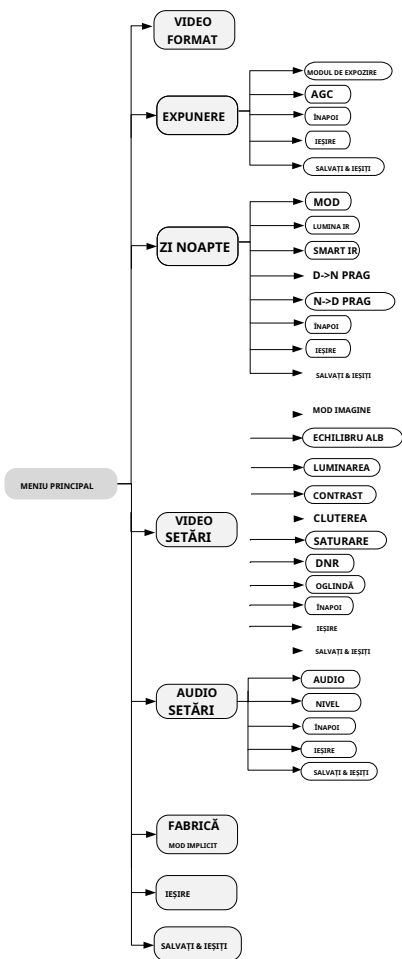 VIDEO
FORMAT
MODUL DE EXPOZIRE
AGC
EXPUNERE
ÎNAPOI
IEȘIRE
SALVAȚI & IEȘIȚI
MOD
LUMINA IR
ZI NOAPTE
SMART IR
D->N PRAG
N->D PRAG
ÎNAPOI
IEȘIRE
SALVAȚI & IEȘIȚI
MOD IMAGINE
ECHILIBRU ALB
LUMINAREA
MENIU PRINCIPAL
CONTRAST
CLUTEREA
VIDEO
SETĂRI
SATURARE
DNR
OGLINDĂ
ÎNAPOI
IEȘIRE
SALVAȚI & IEȘIȚI
AUDIO
AUDIO
SETĂRI
NIVEL
ÎNAPOI
IEȘIRE
SALVAȚI & IEȘIȚI
FABRICĂ
MOD IMPLICIT
IEȘIRE
SALVAȚI & IEȘIȚI